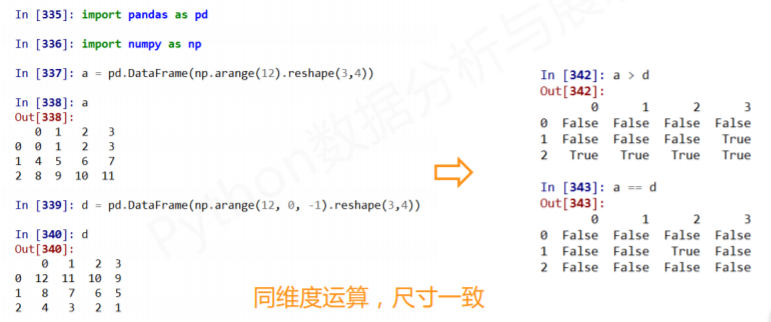 In [335]: import pandas as pd
In [336]: import numpy as np
In [337]: a = pd.DataFrame(np.arange(12).reshape(3,4))
In [338]: a
Out[338]:
   0  1   2   3
0  0  1   2   3
1  4  5   6   7
2  8  9  10  11
In [339]: d = pd.DataFrame(np.arange(12, 0, -1).reshape(3,4))
In [340]: d
Out[340]:
    0   1   2  3
0  12  11  10  9
1   8   7   6  5
2   4   3   2  1
In [342]: a > d
Out[342]:
       0      1      2      3
0  False  False  False  False
1  False  False  False   True
2   True   True   True   True
In [343]: a == d
Out[343]:
       0      1      2      3
0  False  False  False  False
1  False  False   True  False
2  False  False  False  False
同维度运算，尺寸一致
Python数据分析与展